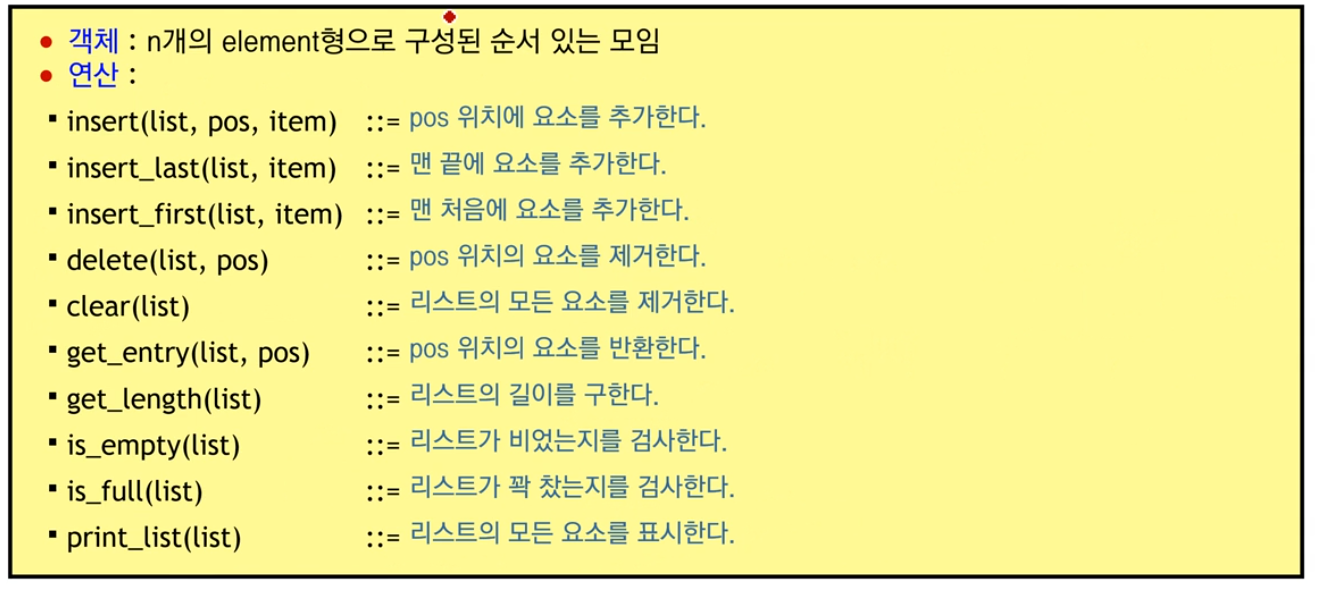 • 객체 : n개의 element형으로 구성된 순서 있는 모임
• 연산 :
▪ insert(list, pos, item) ::= pos 위치에 요소를 추가한다.
▪ insert_last(list, item) ::= 맨 끝에 요소를 추가한다.
▪ insert_first(list, item) ::= 맨 처음에 요소를 추가한다.
▪ delete(list, pos) ::= pos 위치의 요소를 제거한다.
▪ clear(list) ::= 리스트의 모든 요소를 제거한다.
▪ get_entry(list, pos) ::= pos 위치의 요소를 반환한다.
▪ get_length(list) ::= 리스트의 길이를 구한다.
▪ is_empty(list) ::= 리스트가 비었는지를 검사한다.
▪ is_full(list) ::= 리스트가 꽉 찼는지를 검사한다.
▪ print_list(list) ::= 리스트의 모든 요소를 표시한다.